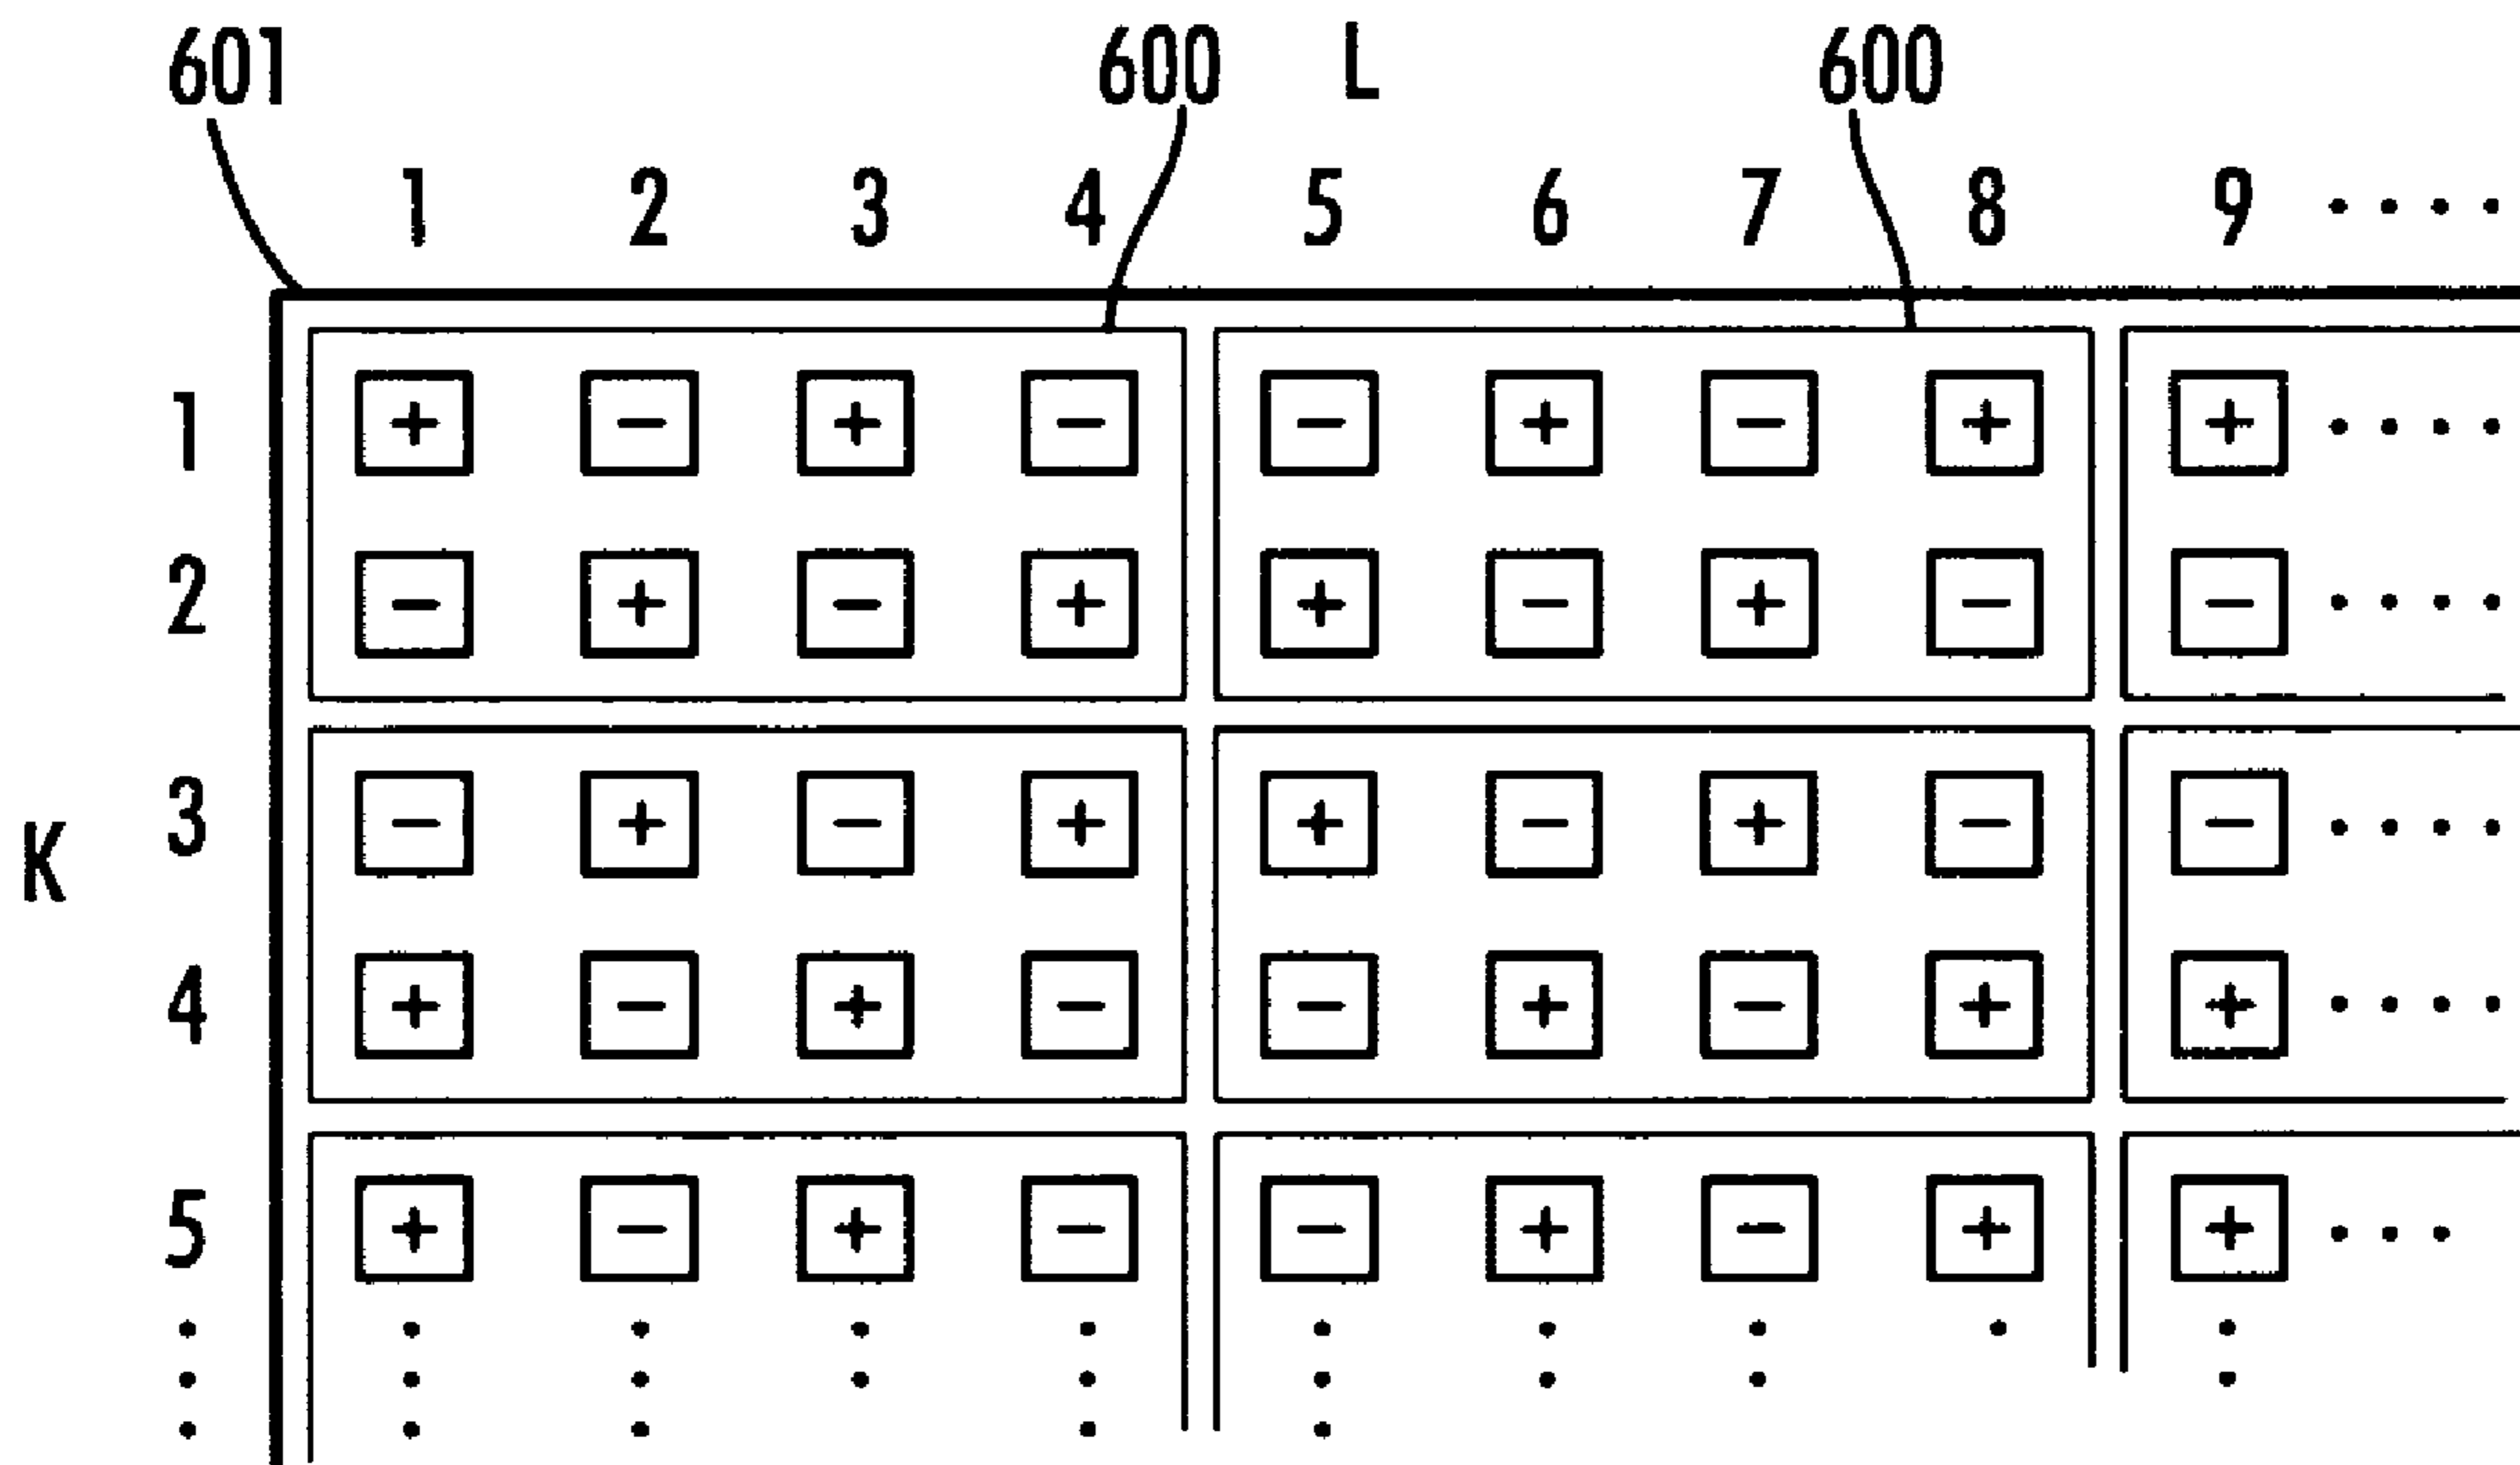 601 600 L 600
1 2 3 4 5 6 7 8 9 ....
1 + − + − − + − + + ....
2 − + − + + − + − − ....
3 − + − + + − + − − ....
K
4 + − + − − + − + + ....
5 + − + − − + − + + ...